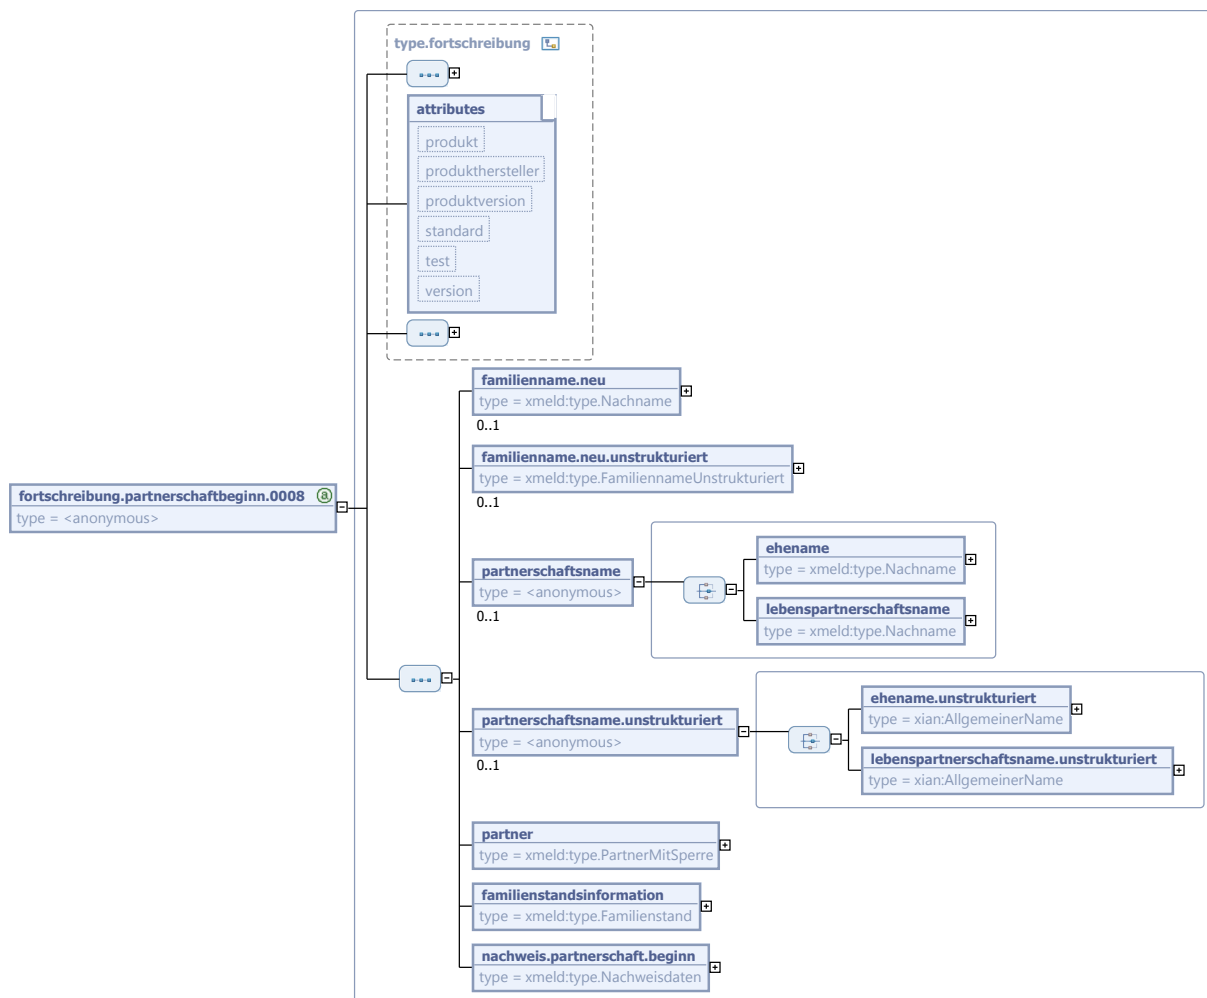 type.fortschreibung
attributes
produkt
produkthersteller
produktversion
standard
test
version
familienname.neu
type = xmeld:type.Nachname
0..1
familienname.neu.unstrukturiert
type = xmeld:type.FamiliennameUnstrukturiert
0..1
fortschreibung.partnerschaftbeginn.0008 a
type = <anonymous>
partnerschaftsname
type = <anonymous>
0..1
ehename
type = xmeld:type.Nachname
lebenspartnerschaftsname
type = xmeld:type.Nachname
partnerschaftsname.unstrukturiert
type = <anonymous>
0..1
ehename.unstrukturiert
type = xian:AllgemeinerName
lebenspartnerschaftsname.unstrukturiert
type = xian:AllgemeinerName
partner
type = xmeld:type.PartnerMitSperre
familienstandsinformation
type = xmeld:type.Familienstand
nachweis.partnerschaft.beginn
type = xmeld:type.Nachweisdaten